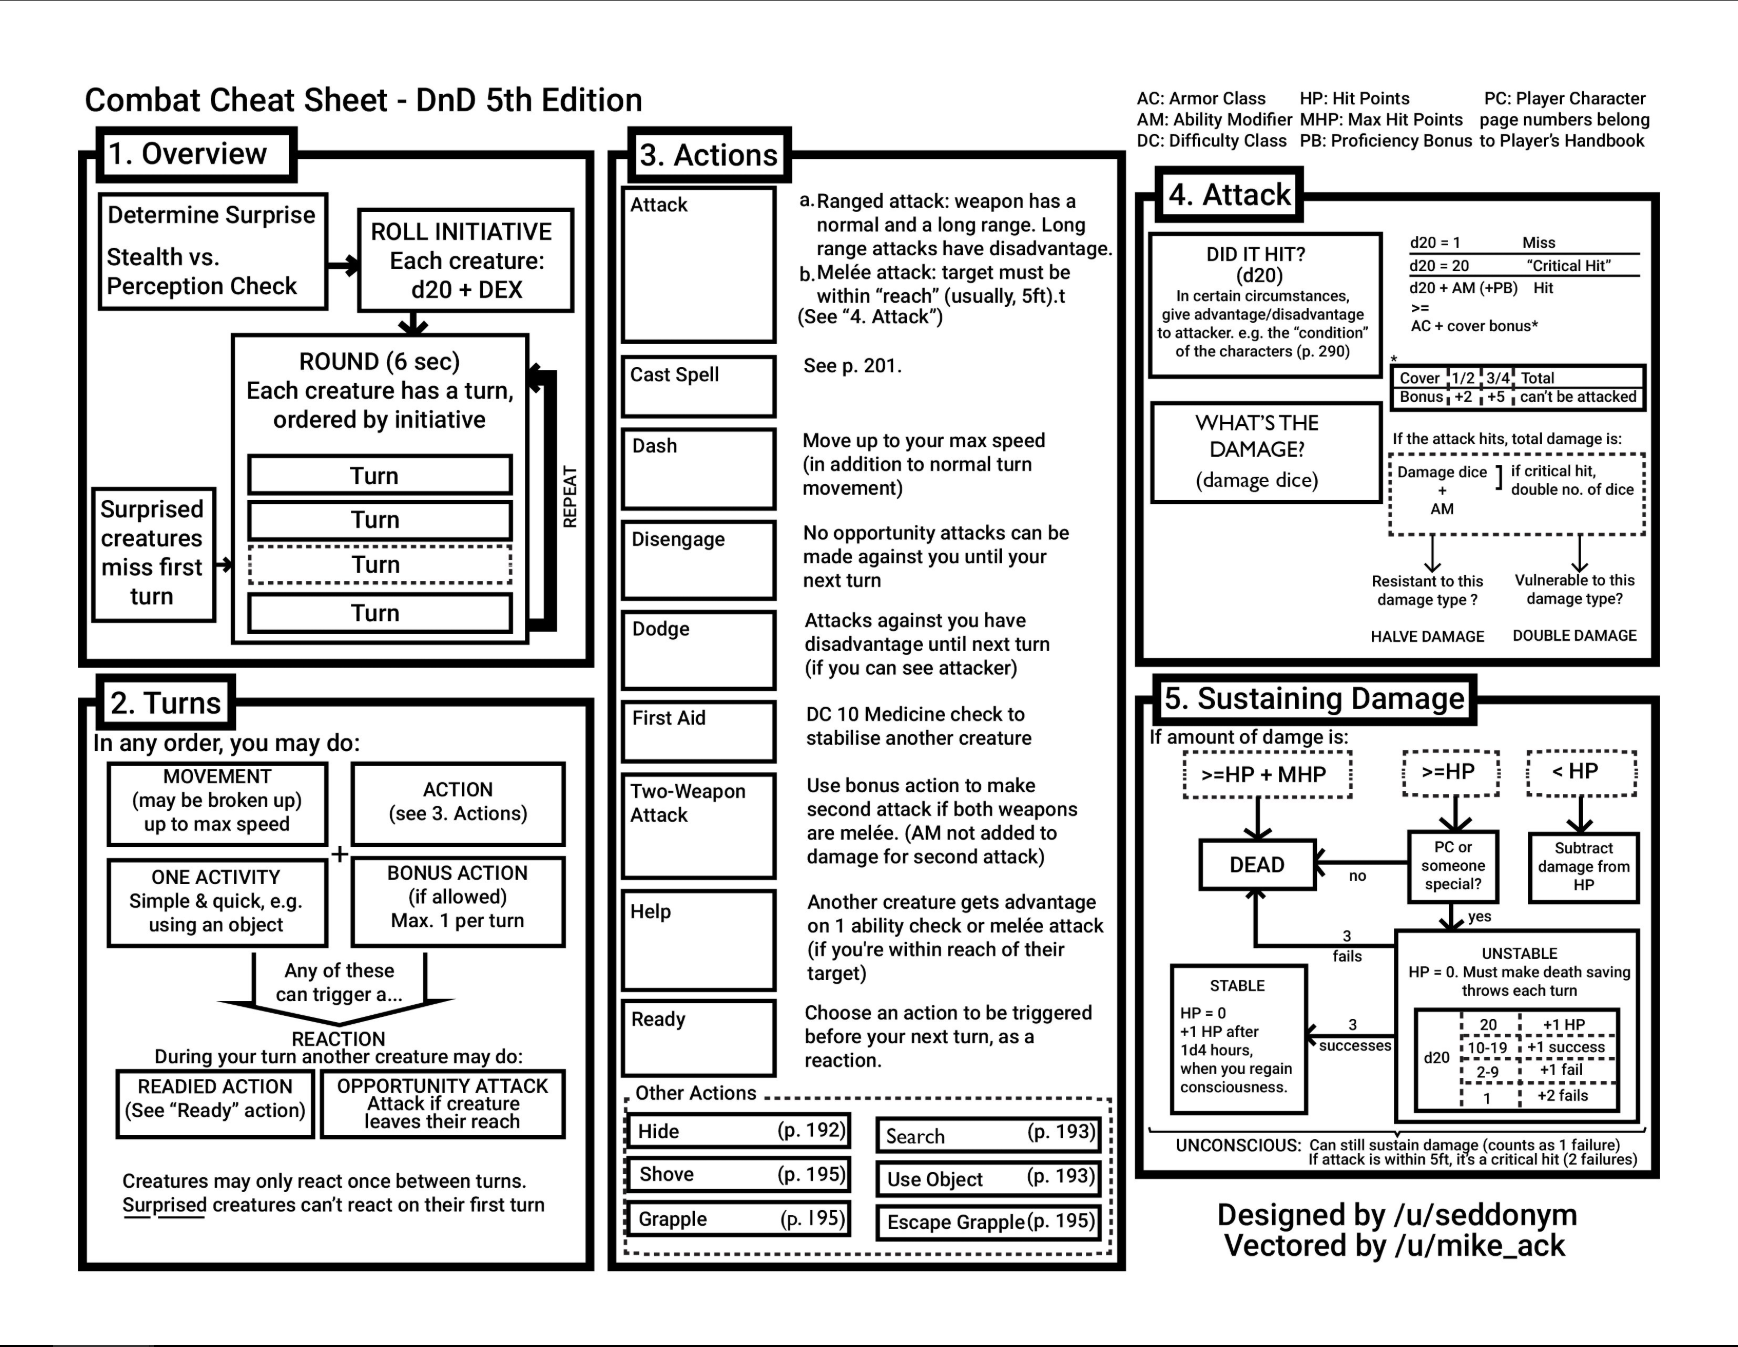 Combat Cheat Sheet - DnD 5th Edition
AC: Armor Class HP: Hit Points PC: Player Character
AM: Ability Modifier MHP: Max Hit Points page numbers belong
DC: Difficulty Class PB: Proficiency Bonus to Player's Handbook
1. Overview
Determine Surprise
Stealth vs.
Perception Check
ROLL INITIATIVE
Each creature:
d20 + DEX
ROUND (6 sec)
Each creature has a turn,
ordered by initiative
Turn
Turn
Turn
Turn
REPEAT
Surprised
creatures
miss first
turn
2. Turns
In any order, you may do:
MOVEMENT
(may be broken up)
up to max speed
ACTION
(see 3. Actions)
+
ONE ACTIVITY
Simple & quick, e.g.
using an object
BONUS ACTION
(if allowed)
Max. 1 per turn
Any of these
can trigger a...
REACTION
During your turn another creature may do:
READIED ACTION
(See “Ready” action)
OPPORTUNITY ATTACK
Attack if creature
leaves their reach
Creatures may only react once between turns.
Surprised creatures can't react on their first turn
3. Actions
Attack
a. Ranged attack: weapon has a
normal and a long range. Long
range attacks have disadvantage.
b. Melée attack: target must be
within “reach” (usually, 5ft).t
(See “4. Attack”)
Cast Spell
See p. 201.
Dash
Move up to your max speed
(in addition to normal turn
movement)
Disengage
No opportunity attacks can be
made against you until your
next turn
Dodge
Attacks against you have
disadvantage until next turn
(if you can see attacker)
First Aid
DC 10 Medicine check to
stabilise another creature
Two-Weapon
Attack
Use bonus action to make
second attack if both weapons
are melée. (AM not added to
damage for second attack)
Help
Another creature gets advantage
on 1 ability check or melée attack
(if you're within reach of their
target)
Ready
Choose an action to be triggered
before your next turn, as a
reaction.
Other Actions
Hide (p. 192)
Search (p. 193)
Shove (p. 195)
Use Object (p. 193)
Grapple (p. 195)
Escape Grapple (p. 195)
4. Attack
DID IT HIT?
(d20)
In certain circumstances,
give advantage/disadvantage
to attacker. e.g. the “condition”
of the characters (p. 290)
d20 = 1 Miss
d20 = 20 “Critical Hit”
d20 + AM (+PB) Hit
>=
AC + cover bonus*
*
Cover 1/2 3/4 Total
Bonus +2 +5 can't be attacked
WHAT'S THE
DAMAGE?
(damage dice)
If the attack hits, total damage is:
Damage dice ] if critical hit,
double no. of dice
+
AM
Resistant to this
damage type ?
HALVE DAMAGE
Vulnerable to this
damage type?
DOUBLE DAMAGE
5. Sustaining Damage
If amount of damge is:
>=HP + MHP
>=HP
< HP
DEAD
no
PC or
someone
special?
Subtract
damage from
HP
yes
3
fails
UNSTABLE
HP = 0. Must make death saving
throws each turn
d20
20 +1 HP
10-19 +1 success
2-9 +1 fail
1 +2 fails
3
successes
STABLE
HP = 0
+1 HP after
1d4 hours,
when you regain
consciousness.
UNCONSCIOUS: Can still sustain damage (counts as 1 failure)
If attack is within 5ft, it's a critical hit (2 failures)
Designed by /u/seddonym
Vectored by /u/mike_ack